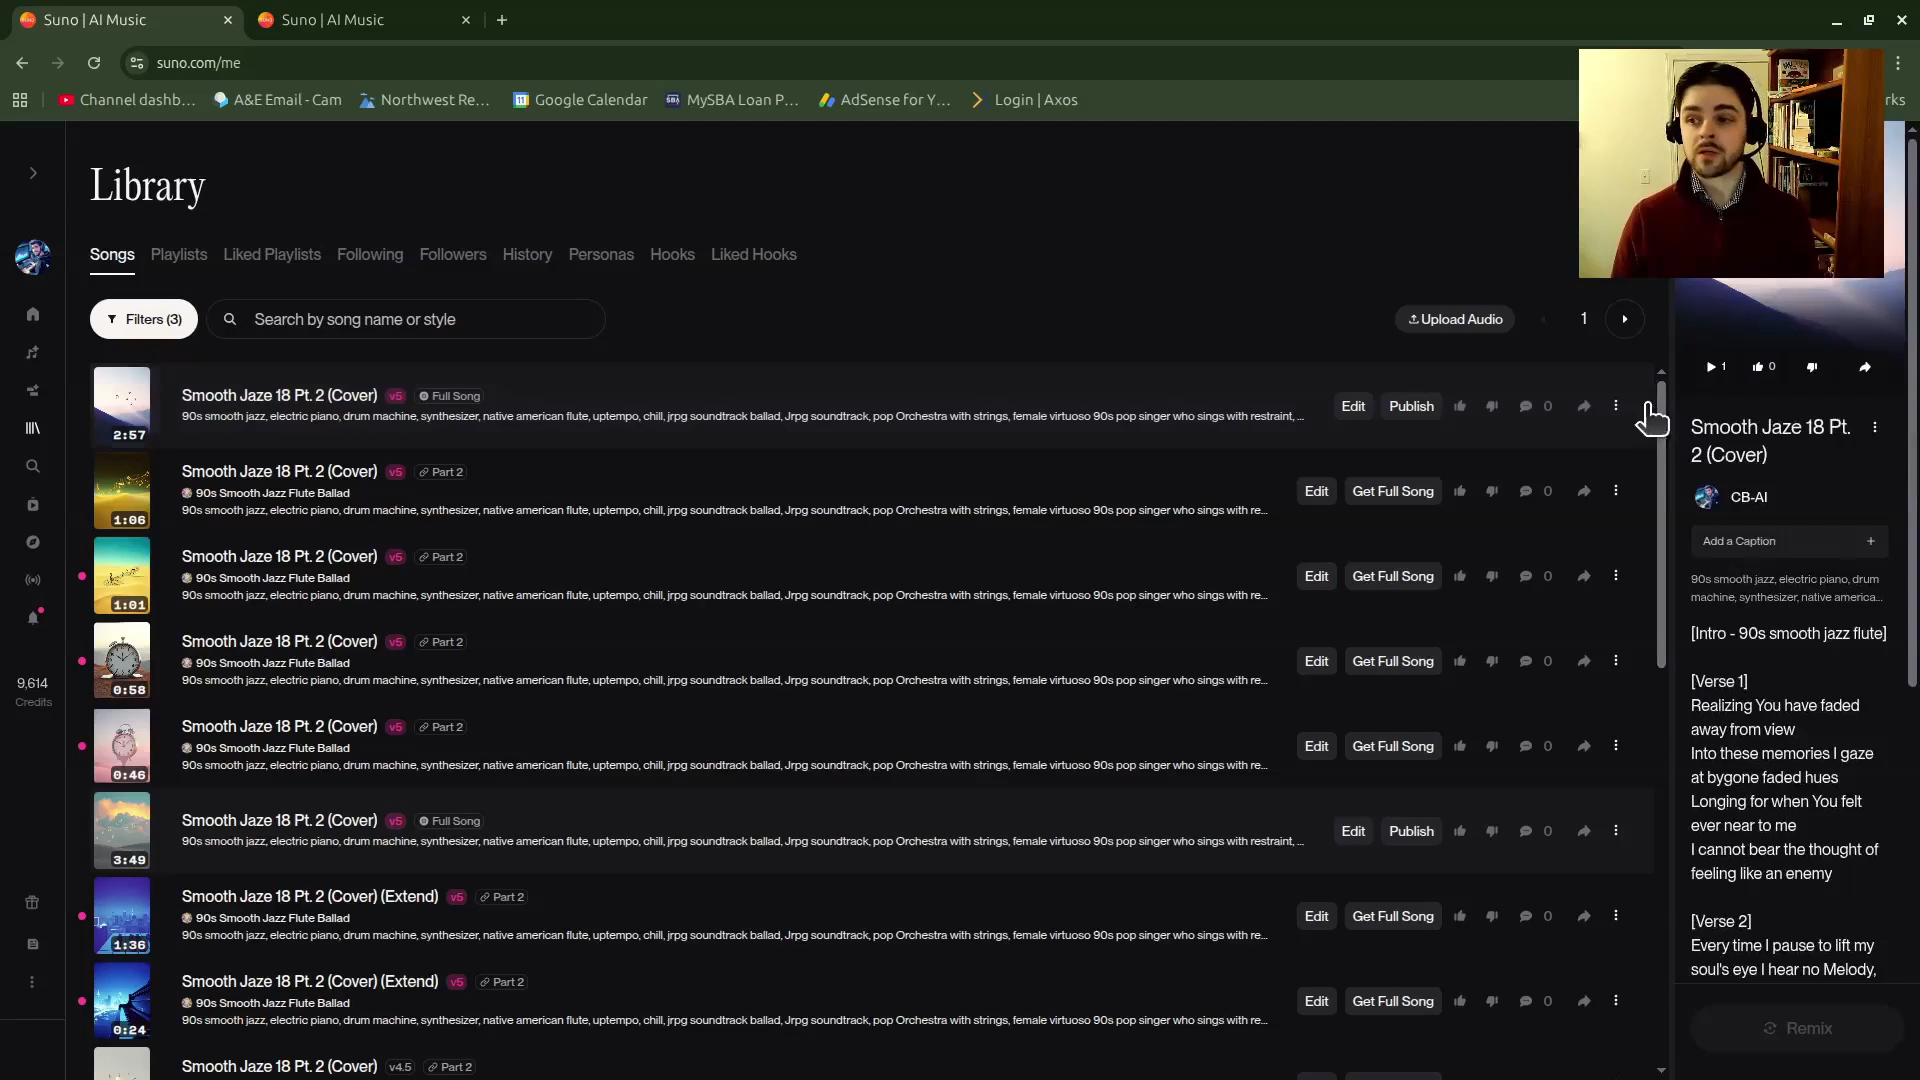 Suno | AI Music
Suno | AI Music
suno.com/me
Channel dashb...
A&E Email - Cam
Northwest Re...
Google Calendar
MySBA Loan P...
AdSense for Y...
Login | Axos
rks
Library
Songs
Playlists
Liked Playlists
Following
Followers
History
Personas
Hooks
Liked Hooks
Filters (3)
Search by song name or style
Upload Audio
1
9,614
Credits
2:57
Smooth Jaze 18 Pt. 2 (Cover) v5 Full Song
90s smooth jazz, electric piano, drum machine, synthesizer, native american flute, uptempo, chill, jrpg soundtrack ballad, Jrpg soundtrack, pop Orchestra with strings, female virtuoso 90s pop singer who sings with restraint, ...
Edit Publish 0
1:06
Smooth Jaze 18 Pt. 2 (Cover) v5 Part 2
90s Smooth Jazz Flute Ballad
90s smooth jazz, electric piano, drum machine, synthesizer, native american flute, uptempo, chill, jrpg soundtrack ballad, Jrpg soundtrack, pop Orchestra with strings, female virtuoso 90s pop singer who sings with re...
Edit Get Full Song 0
1:01
Smooth Jaze 18 Pt. 2 (Cover) v5 Part 2
90s Smooth Jazz Flute Ballad
90s smooth jazz, electric piano, drum machine, synthesizer, native american flute, uptempo, chill, jrpg soundtrack ballad, Jrpg soundtrack, pop Orchestra with strings, female virtuoso 90s pop singer who sings with re...
Edit Get Full Song 0
0:58
Smooth Jaze 18 Pt. 2 (Cover) v5 Part 2
90s Smooth Jazz Flute Ballad
90s smooth jazz, electric piano, drum machine, synthesizer, native american flute, uptempo, chill, jrpg soundtrack ballad, Jrpg soundtrack, pop Orchestra with strings, female virtuoso 90s pop singer who sings with re...
Edit Get Full Song 0
0:46
Smooth Jaze 18 Pt. 2 (Cover) v5 Part 2
90s Smooth Jazz Flute Ballad
90s smooth jazz, electric piano, drum machine, synthesizer, native american flute, uptempo, chill, jrpg soundtrack ballad, Jrpg soundtrack, pop Orchestra with strings, female virtuoso 90s pop singer who sings with re...
Edit Get Full Song 0
3:49
Smooth Jaze 18 Pt. 2 (Cover) v5 Full Song
90s smooth jazz, electric piano, drum machine, synthesizer, native american flute, uptempo, chill, jrpg soundtrack ballad, Jrpg soundtrack, pop Orchestra with strings, female virtuoso 90s pop singer who sings with restraint, ...
Edit Publish 0
1:36
Smooth Jaze 18 Pt. 2 (Cover) (Extend) v5 Part 2
90s Smooth Jazz Flute Ballad
90s smooth jazz, electric piano, drum machine, synthesizer, native american flute, uptempo, chill, jrpg soundtrack ballad, Jrpg soundtrack, pop Orchestra with strings, female virtuoso 90s pop singer who sings with re...
Edit Get Full Song 0
0:24
Smooth Jaze 18 Pt. 2 (Cover) (Extend) v5 Part 2
90s Smooth Jazz Flute Ballad
90s smooth jazz, electric piano, drum machine, synthesizer, native american flute, uptempo, chill, jrpg soundtrack ballad, Jrpg soundtrack, pop Orchestra with strings, female virtuoso 90s pop singer who sings with re...
Edit Get Full Song 0
Smooth Jaze 18 Pt. 2 (Cover) v4.5 Part 2
1 0
Smooth Jaze 18 Pt.
2 (Cover)
CB-AI
Add a Caption +
90s smooth jazz, electric piano, drum
machine, synthesizer, native america...
[Intro - 90s smooth jazz flute]
[Verse 1]
Realizing You have faded
away from view
Into these memories I gaze
at bygone faded hues
Longing for when You felt
ever near to me
I cannot bear the thought of
feeling like an enemy
[Verse 2]
Every time I pause to lift my
soul's eye I hear no Melody,
Remix